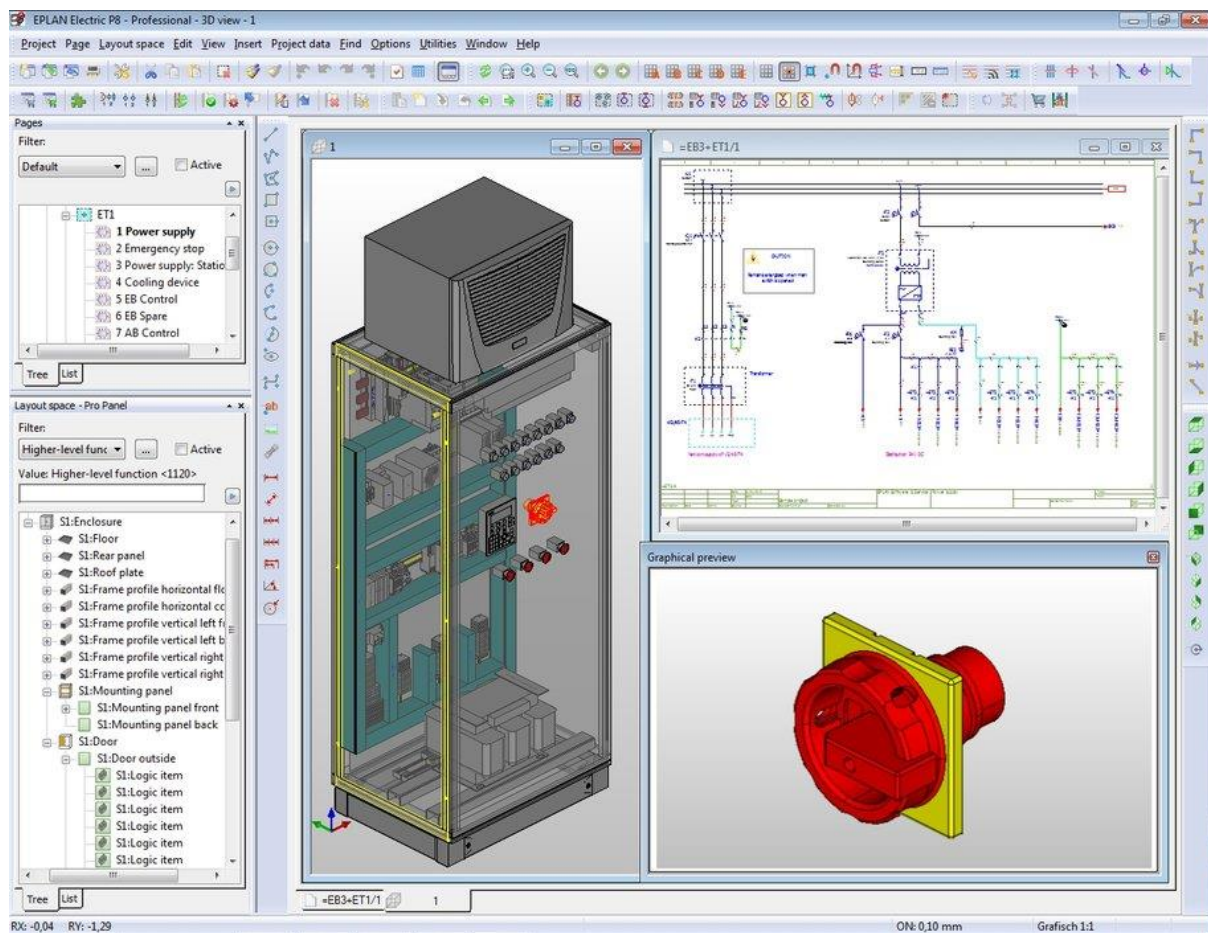 EPLAN Electric P8 - Professional - 3D view - 1
Project Page Layout space Edit View Insert Project data Find Options Utilities Window Help
Pages
Filter:
Default
...
Active
ET1
1 Power supply
2 Emergency stop
3 Power supply: Statio
4 Cooling device
5 EB Control
6 EB Spare
7 AB Control
Tree List
Layout space - Pro Panel
Filter:
Higher-level func
...
Active
Value: Higher-level function <1120>
S1:Enclosure
S1:Floor
S1:Rear panel
S1:Roof plate
S1:Frame profile horizontal flo
S1:Frame profile horizontal cc
S1:Frame profile vertical left fr
S1:Frame profile vertical left b
S1:Frame profile vertical right
S1:Frame profile vertical right
S1:Mounting panel
S1:Mounting panel front
S1:Mounting panel back
S1:Door
S1:Door outside
S1:Logic item
S1:Logic item
S1:Logic item
S1:Logic item
S1:Logic item
S1:Logic item
Tree List
ab
1
=EB3+ET1/1
CAUTION
Transformer
Graphical preview
=EB3+ET1/1
1
RX: -0,04 RY: -1,29
ON: 0,10 mm
Grafisch 1:1